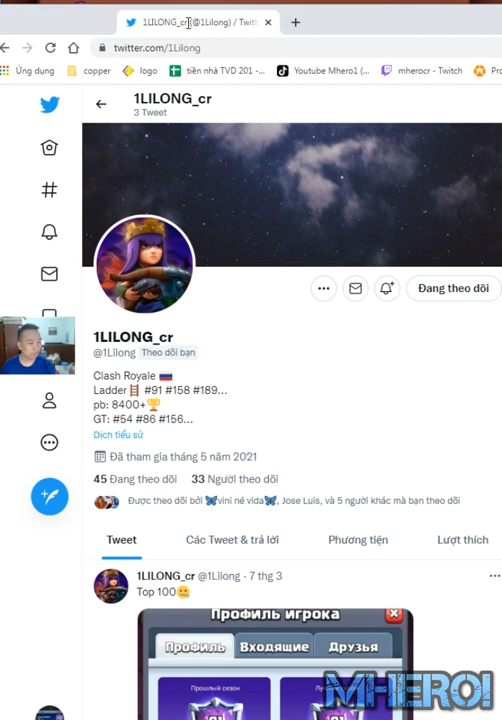 1LILONG_cr (@1Lilong) / Twitt
twitter.com/1Lilong
Ứng dụng copper logo tiền nhà TVD 201 -... Youtube Mhero1 (... mherocr - Twitch Pro
1LILONG_cr
3 Tweet
Đang theo dõi
1LILONG_cr
@1Lilong Theo dõi bạn
Clash Royale 🇷🇺
Ladder🪜 #91 #158 #189...
pb: 8400+🏆
GT: #54 #86 #156...
Dịch tiểu sử
Đã tham gia tháng 5 năm 2021
45 Đang theo dõi 33 Người theo dõi
Được theo dõi bởi 🦋vini né vida🦋, Jose Luis, và 5 người khác mà bạn theo dõi
Tweet Các Tweet & trả lời Phương tiện Lượt thích
1LILONG_cr @1Lilong · 7 thg 3
Top 100😐
Профиль игрока
Профиль Входящие Друзья
Прошлый сезон
MHERO!